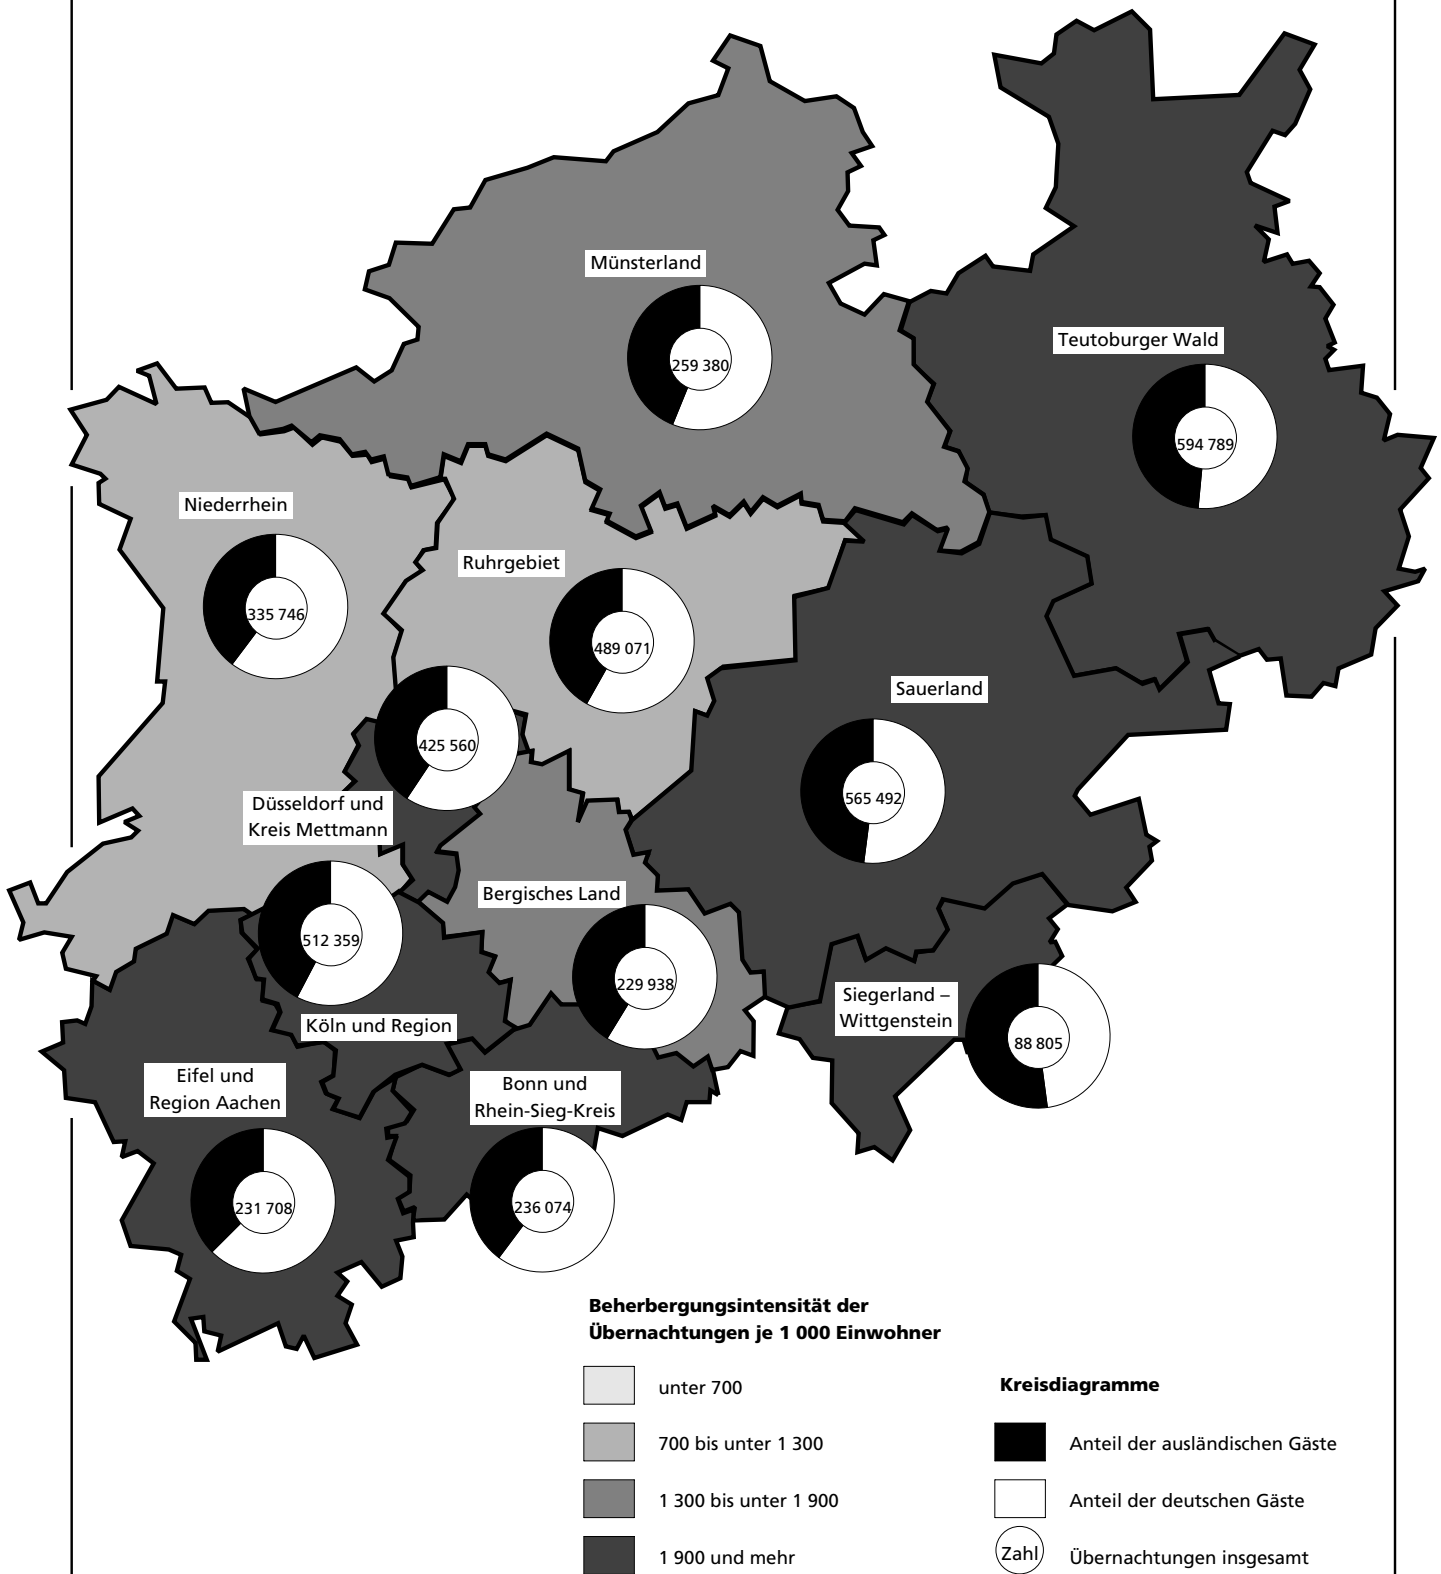 Münsterland
259 380
Teutoburger Wald
594 789
Niederrhein
335 746
Ruhrgebiet
489 071
Sauerland
565 492
425 560
Düsseldorf und
Kreis Mettmann
Bergisches Land
229 938
512 359
Köln und Region
Siegerland –
Wittgenstein
88 805
Eifel und
Region Aachen
231 708
Bonn und
Rhein-Sieg-Kreis
236 074
Beherbergungsintensität der
Übernachtungen je 1 000 Einwohner
unter 700
700 bis unter 1 300
1 300 bis unter 1 900
1 900 und mehr
Kreisdiagramme
Anteil der ausländischen Gäste
Anteil der deutschen Gäste
Zahl Übernachtungen insgesamt